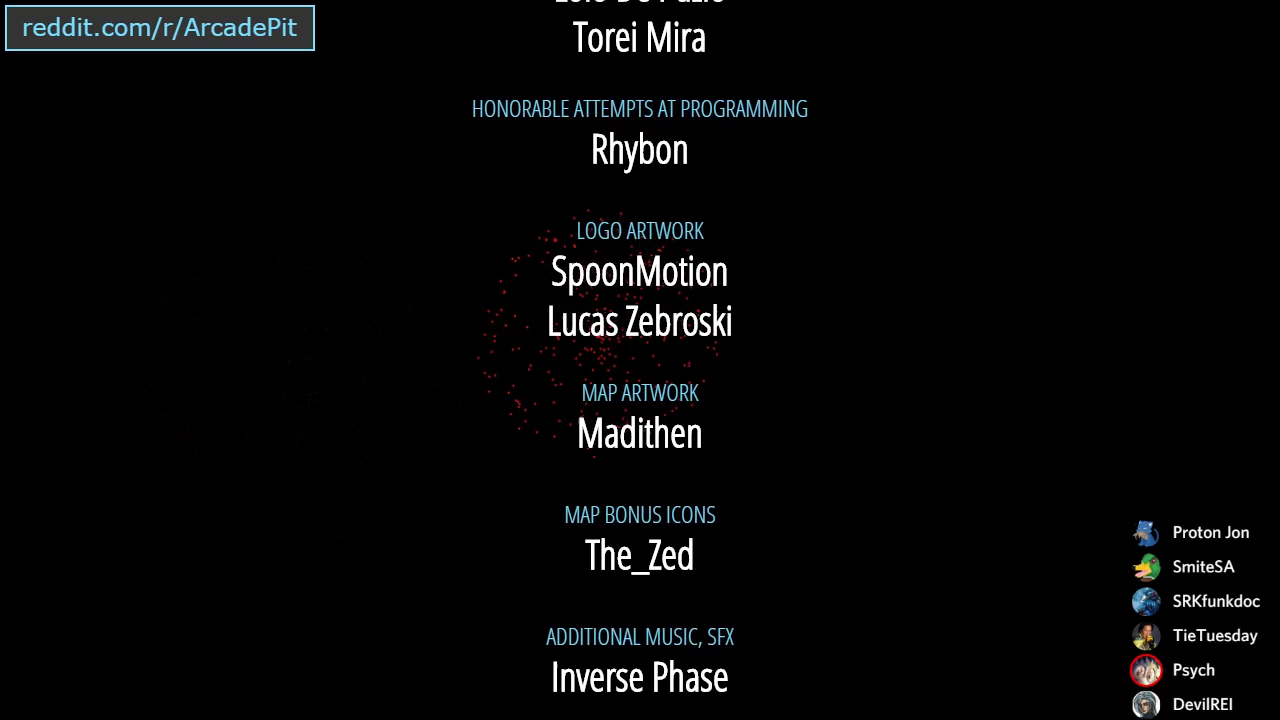 reddit.com/r/ArcadePit
Torei Mira
HONORABLE ATTEMPTS AT PROGRAMMING
Rhybon
LOGO ARTWORK
SpoonMotion
Lucas Zebroski
MAP ARTWORK
Madithen
MAP BONUS ICONS
The_Zed
ADDITIONAL MUSIC, SFX
Inverse Phase
Proton Jon
SmiteSA
SRKfunkdoc
TieTuesday
Psych
DevilREI